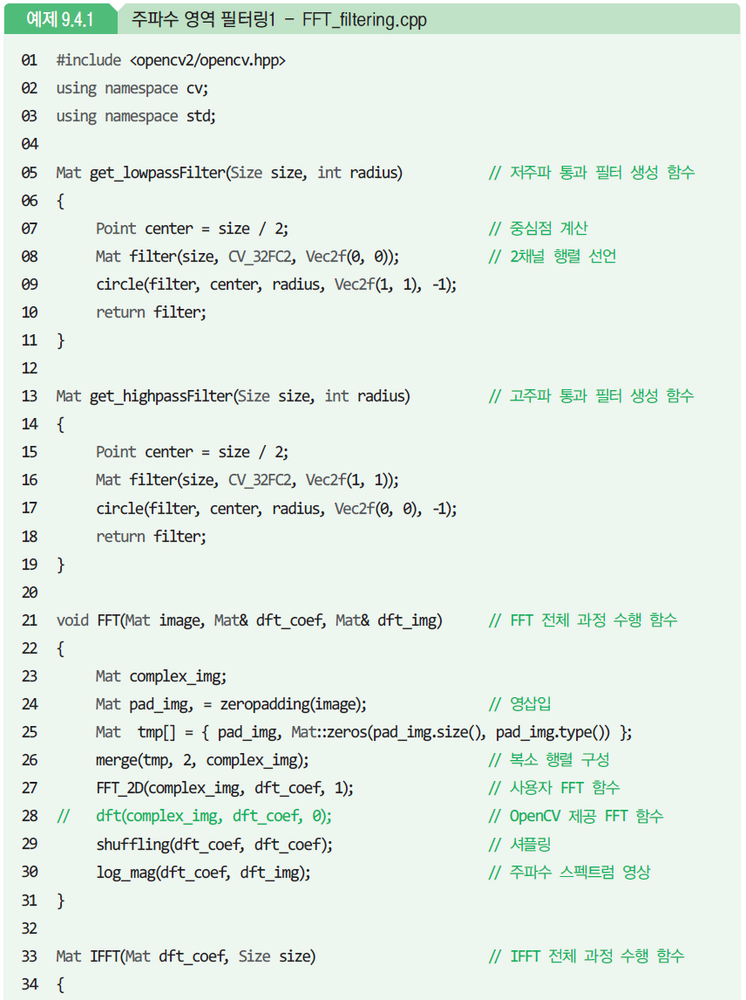 예제 9.4.1 주파수 영역 필터링1 - FFT_filtering.cpp
01 #include <opencv2/opencv.hpp>
02 using namespace cv;
03 using namespace std;
04
05 Mat get_lowpassFilter(Size size, int radius) // 저주파 통과 필터 생성 함수
06 {
07 Point center = size / 2; // 중심점 계산
08 Mat filter(size, CV_32FC2, Vec2f(0, 0)); // 2채널 행렬 선언
09 circle(filter, center, radius, Vec2f(1, 1), -1);
10 return filter;
11 }
12
13 Mat get_highpassFilter(Size size, int radius) // 고주파 통과 필터 생성 함수
14 {
15 Point center = size / 2;
16 Mat filter(size, CV_32FC2, Vec2f(1, 1));
17 circle(filter, center, radius, Vec2f(0, 0), -1);
18 return filter;
19 }
20
21 void FFT(Mat image, Mat& dft_coef, Mat& dft_img) // FFT 전체 과정 수행 함수
22 {
23 Mat complex_img;
24 Mat pad_img, = zeropadding(image); // 영삽입
25 Mat tmp[] = { pad_img, Mat::zeros(pad_img.size(), pad_img.type()) };
26 merge(tmp, 2, complex_img); // 복소 행렬 구성
27 FFT_2D(complex_img, dft_coef, 1); // 사용자 FFT 함수
28 // dft(complex_img, dft_coef, 0); // OpenCV 제공 FFT 함수
29 shuffling(dft_coef, dft_coef); // 셔플링
30 log_mag(dft_coef, dft_img); // 주파수 스펙트럼 영상
31 }
32
33 Mat IFFT(Mat dft_coef, Size size) // IFFT 전체 과정 수행 함수
34 {